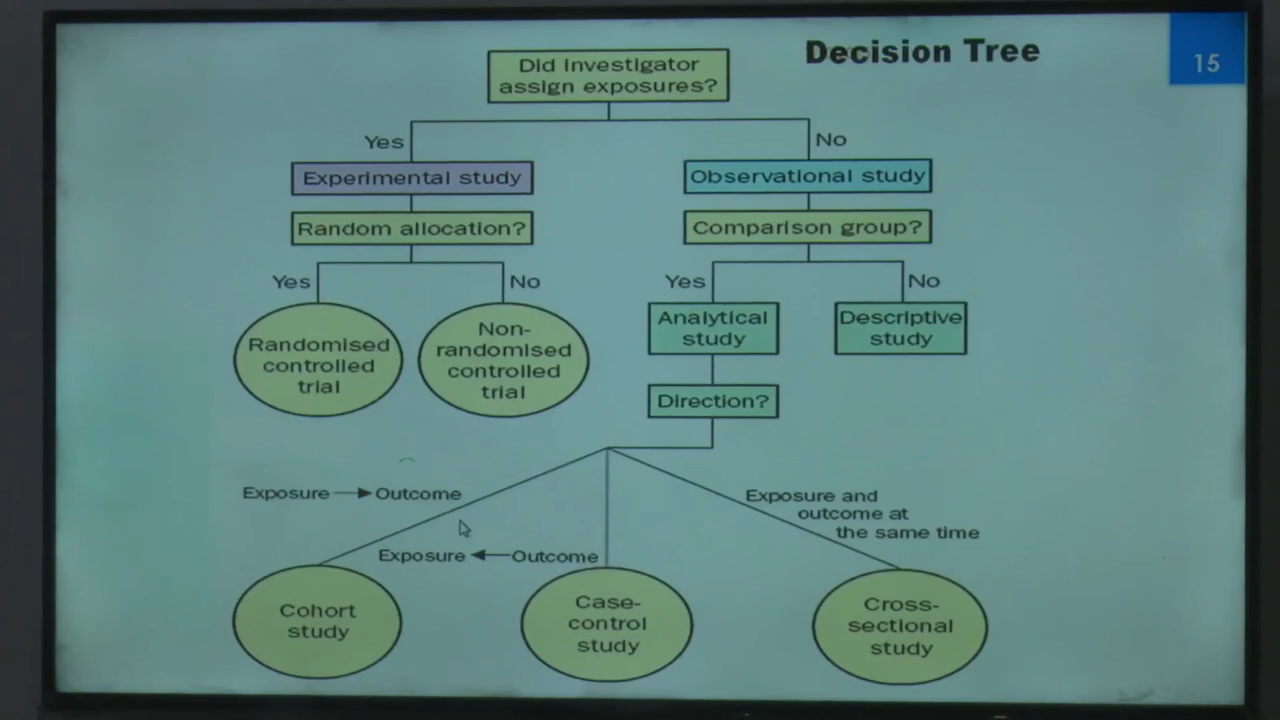 Decision Tree
15
Did investigator
assign exposures?
Yes
No
Experimental study
Observational study
Random allocation?
Comparison group?
Yes
No
Yes
No
Randomised
controlled
trial
Non-
randomised
controlled
trial
Analytical
study
Descriptive
study
Direction?
Exposure → Outcome
Exposure ← Outcome
Exposure and
outcome at
the same time
Cohort
study
Case-
control
study
Cross-
sectional
study